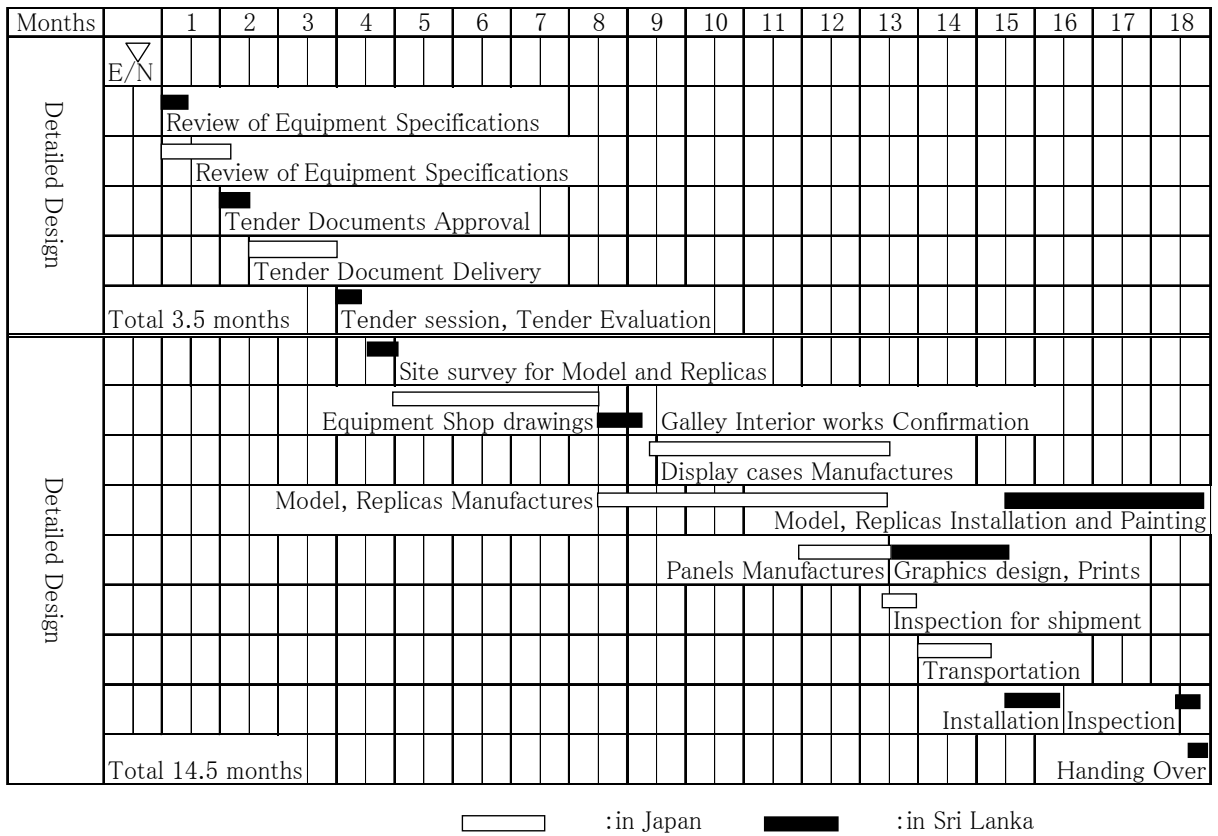 Months 1 2 3 4 5 6 7 8 9 10 11 12 13 14 15 16 17 18
Detailed Design
E/N
Review of Equipment Specifications
Review of Equipment Specifications
Tender Documents Approval
Tender Document Delivery
Total 3.5 months Tender session, Tender Evaluation
Detailed Design
Site survey for Model and Replicas
Equipment Shop drawings Galley Interior works Confirmation
Display cases Manufactures
Model, Replicas Manufactures
Model, Replicas Installation and Painting
Panels Manufactures Graphics design, Prints
Inspection for shipment
Transportation
Installation Inspection
Total 14.5 months Handing Over
:in Japan :in Sri Lanka